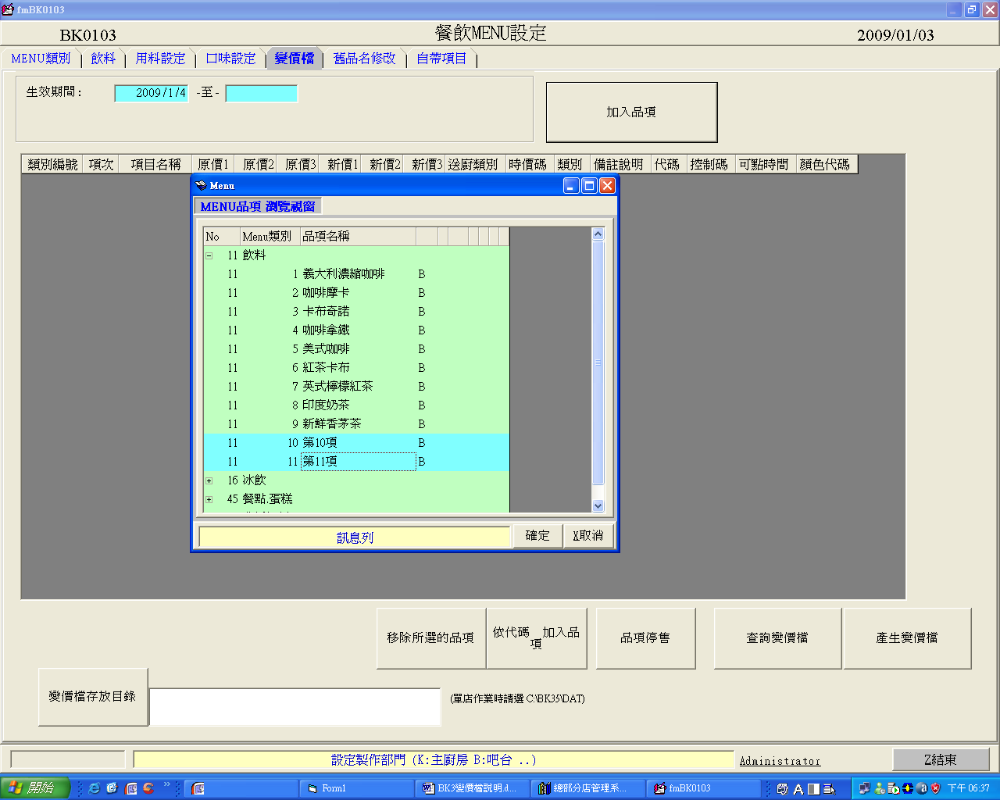 fmBK0103
BK0103 餐飲MENU設定 2009/01/03
MENU類別 飲料 用料設定 口味設定 變價檔 舊品名修改 自帶項目
生效期間: 2009/1/4 -至-
加入品項
類別編號 項次 項目名稱 原價1 原價2 原價3 新價1 新價2 新價3 送廚類別 時價碼 類別 備註說明 代碼 控制碼 可點時間 顏色代碼
Menu
MENU品項 瀏覽視窗
No Menu類別 品項名稱
11 飲料
11 1 義大利濃縮咖啡 B
11 2 咖啡摩卡 B
11 3 卡布奇諾 B
11 4 咖啡拿鐵 B
11 5 美式咖啡 B
11 6 紅茶卡布 B
11 7 英式檸檬紅茶 B
11 8 印度奶茶 B
11 9 新鮮香茅茶 B
11 10 第10項 B
11 11 第11項 B
16 冰飲
45 餐點.蛋糕
訊息列 確定 X取消
移除所選的品項 依代碼 加入品項 品項停售 查詢變價檔 產生變價檔
變價檔存放目錄 (單店作業時請選 C:\BK35\DAT)
設定製作部門 (K:主廚房 B:吧台 ..) Administrator Z結束
開始 Form1 BK3變價檔說明.d... 總部分店管理系... fmBK0103 A 下午 06:37